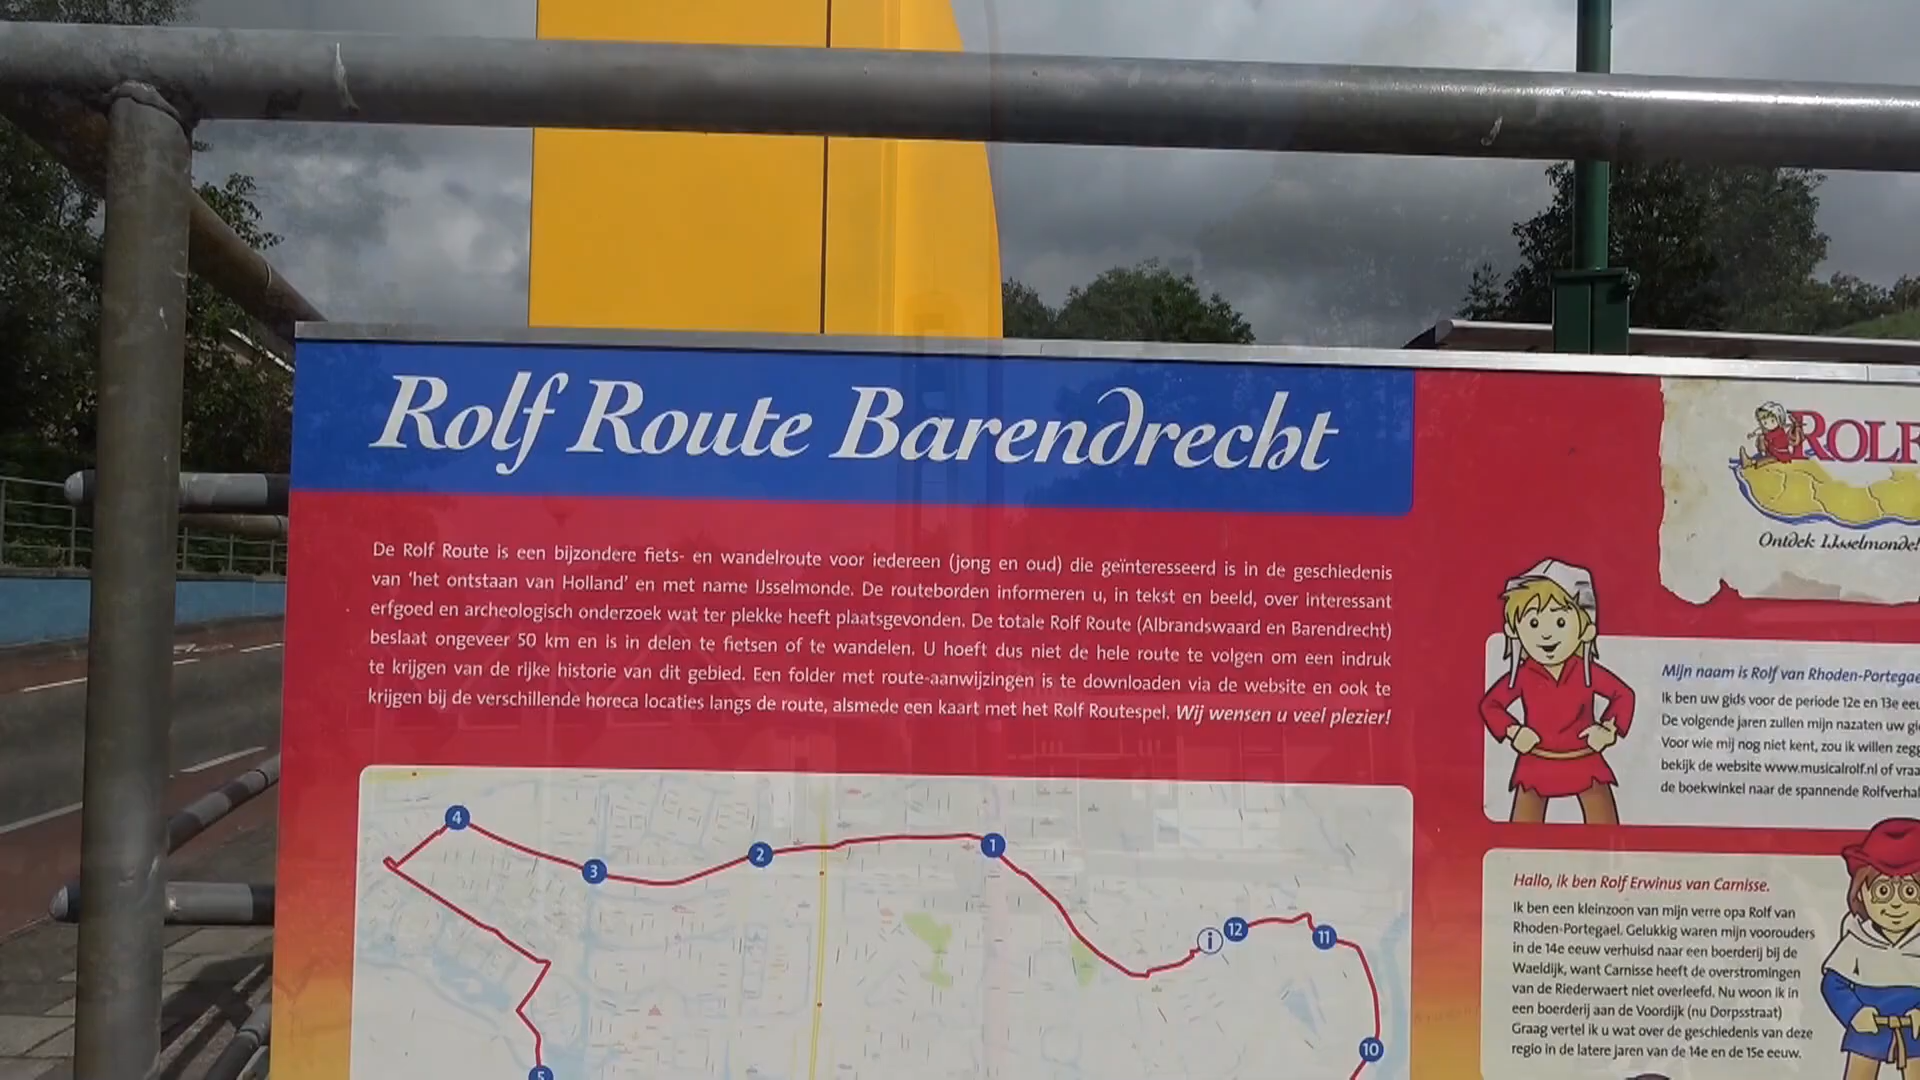 Rolf Route Barendrecht
De Rolf Route is een bijzondere fiets- en wandelroute voor iedereen (jong en oud) die geïnteresseerd is in de geschiedenis
van ‘het ontstaan van Holland’ en met name IJsselmonde. De routeborden informeren u, in tekst en beeld, over interessant
erfgoed en archeologisch onderzoek wat ter plekke heeft plaatsgevonden. De totale Rolf Route (Albrandswaard en Barendrecht)
beslaat ongeveer 50 km en is in delen te fietsen of te wandelen. U hoeft dus niet de hele route te volgen om een indruk
te krijgen van de rijke historie van dit gebied. Een folder met route-aanwijzingen is te downloaden via de website en ook te
krijgen bij de verschillende horeca locaties langs de route, alsmede een kaart met het Rolf Routespel. Wij wensen u veel plezier!
4
3
2
1
i
12
11
10
5
ROLF
Ontdek IJsselmonde!
Mijn naam is Rolf van Rhoden-Portegae
Ik ben uw gids voor de periode 12e en 13e eeu
De volgende jaren zullen mijn nazaten uw gi
Voor wie mij nog niet kent, zou ik willen zegg
bekijk de website www.musicalrolf.nl of vraa
de boekwinkel naar de spannende Rolfverha
Hallo, ik ben Rolf Erwinus van Carnisse.
Ik ben een kleinzoon van mijn verre opa Rolf van
Rhoden-Portegael. Gelukkig waren mijn voorouders
in de 14e eeuw verhuisd naar een boerderij bij de
Waeldijk, want Carnisse heeft de overstromingen
van de Riederwaert niet overleefd. Nu woon ik in
een boerderij aan de Voordijk (nu Dorpsstraat)
Graag vertel ik u wat over de geschiedenis van deze
regio in de latere jaren van de 14e en de 15e eeuw.